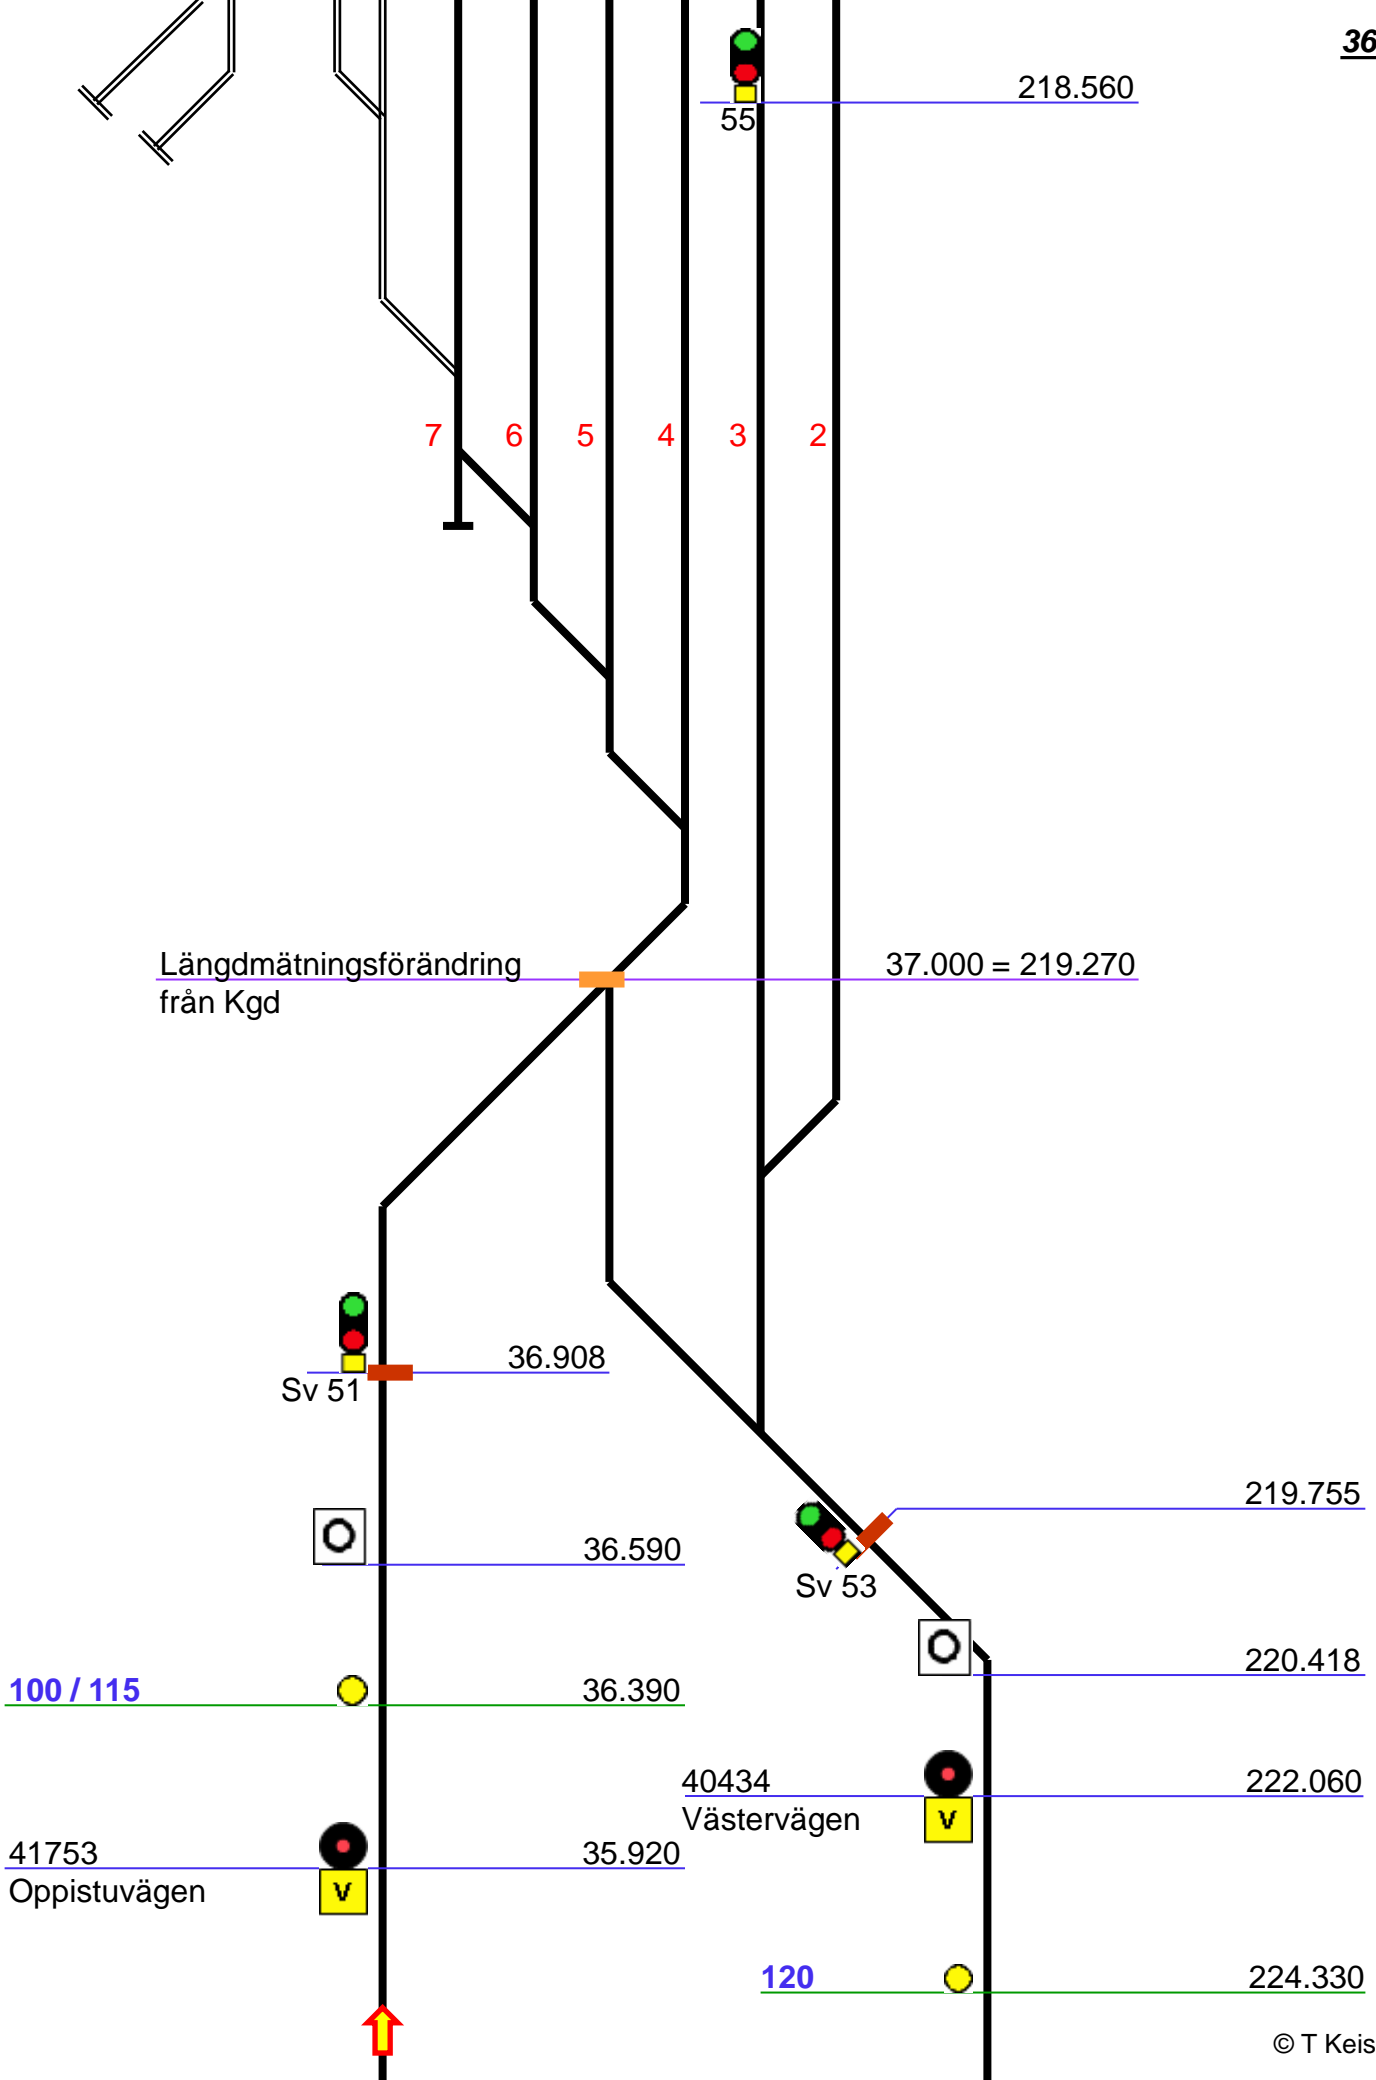 36
218.560
55
7 6 5 4 3 2
Längdmätningsförändring
från Kgd
37.000 = 219.270
36.908
Sv 51
219.755
Sv 53
36.590
220.418
100 / 115
36.390
40434
Västervägen
V
222.060
41753
Oppistuvägen
V
35.920
120
224.330
© T Keis